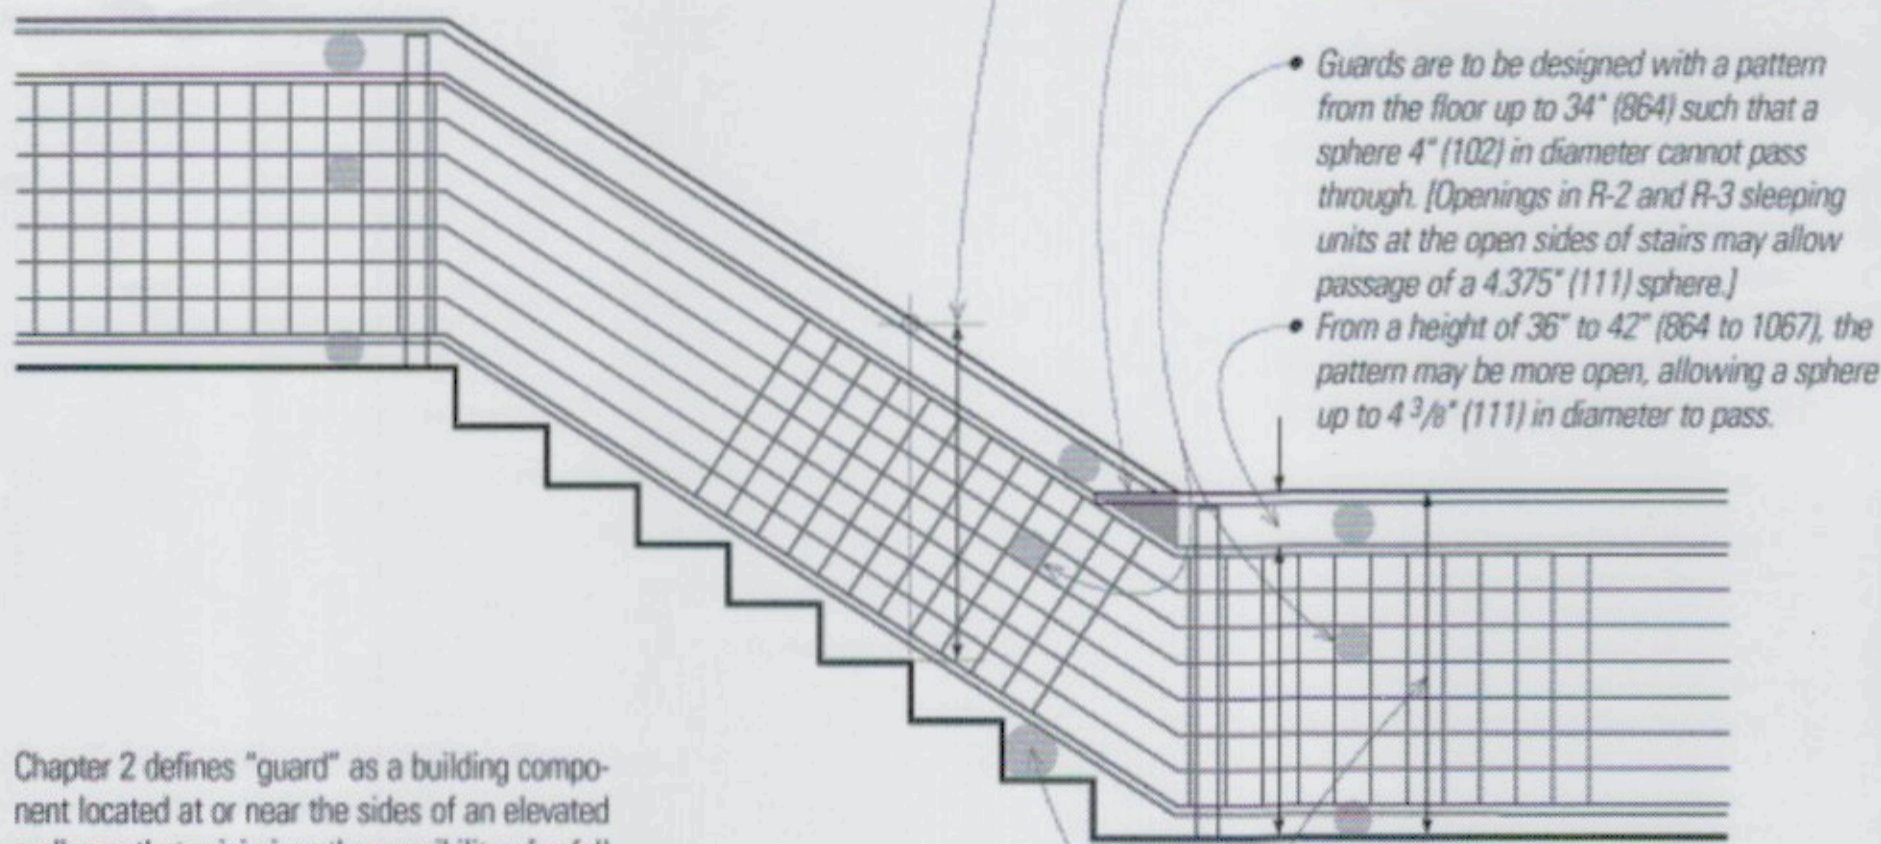 • Guards are to be designed with a pattern
from the floor up to 34" (864) such that a
sphere 4" (102) in diameter cannot pass
through. [Openings in R-2 and R-3 sleeping
units at the open sides of stairs may allow
passage of a 4.375" (111) sphere.]
• From a height of 36" to 42" (864 to 1067), the
pattern may be more open, allowing a sphere
up to 4 3/8" (111) in diameter to pass.
Chapter 2 defines "guard" as a building compo-
nent located at or near the sides of an elevated